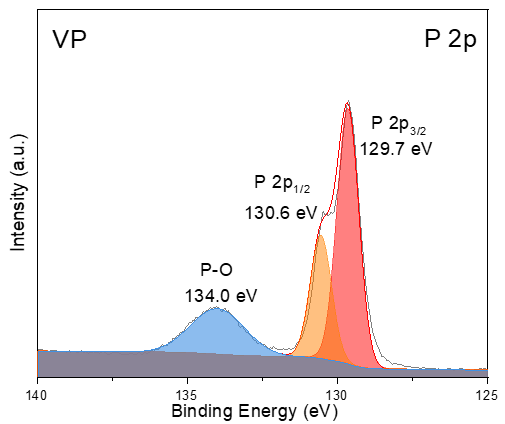 VP
P 2p
P 2p3/2
129.7 eV
P 2p1/2
130.6 eV
P-O
134.0 eV
Intensity (a.u.)
140
135
130
125
Binding Energy (eV)